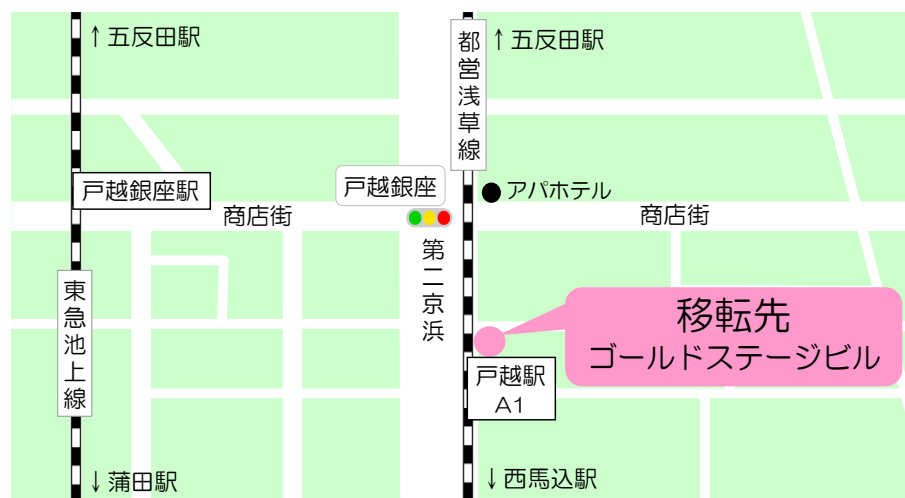 ↑五反田駅
↑五反田駅
都営浅草線
戸越銀座駅
戸越銀座
アパホテル
商店街
商店街
第二京浜
東急池上線
移転先
ゴールドステージビル
戸越駅
A1
↓蒲田駅
↓西馬込駅